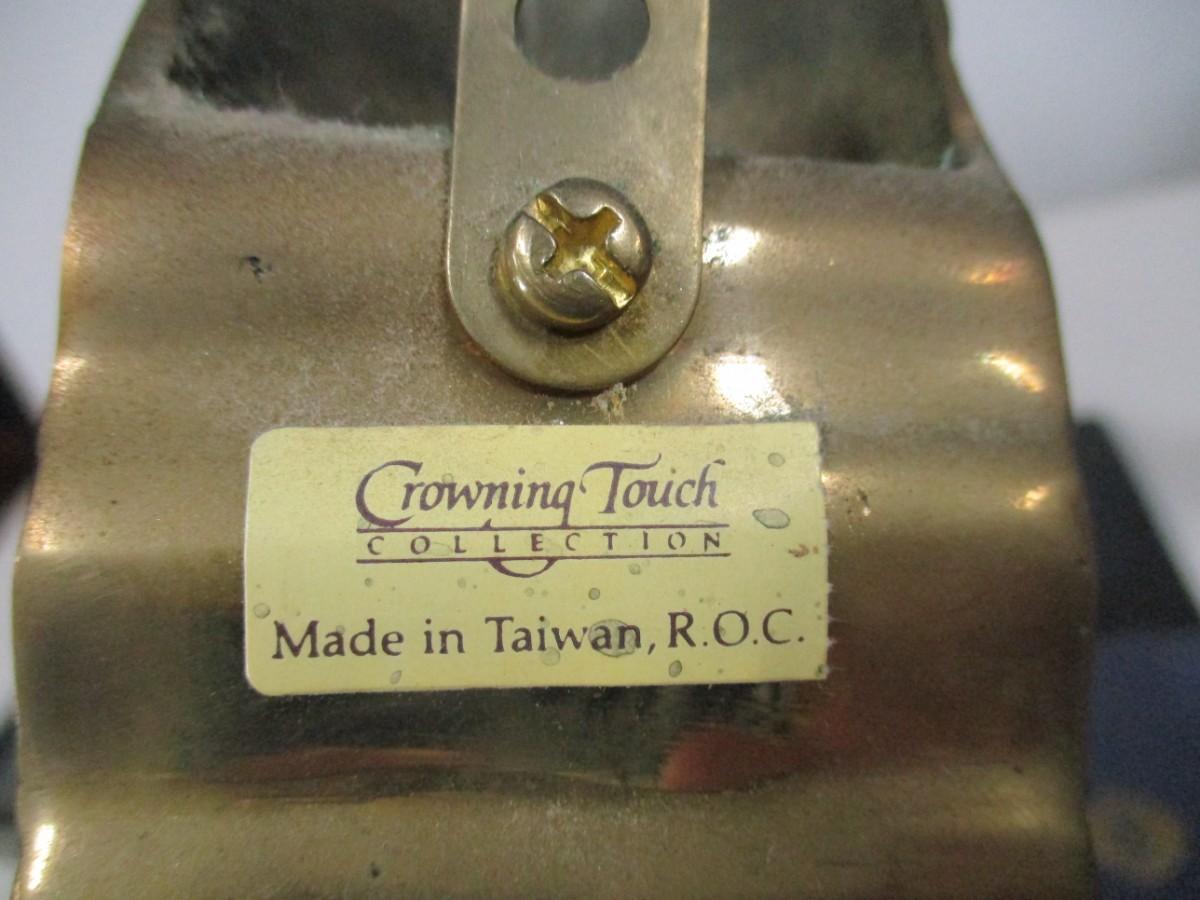 Crowning Touch
COLLECTION
Made in Taiwan, R.O.C.